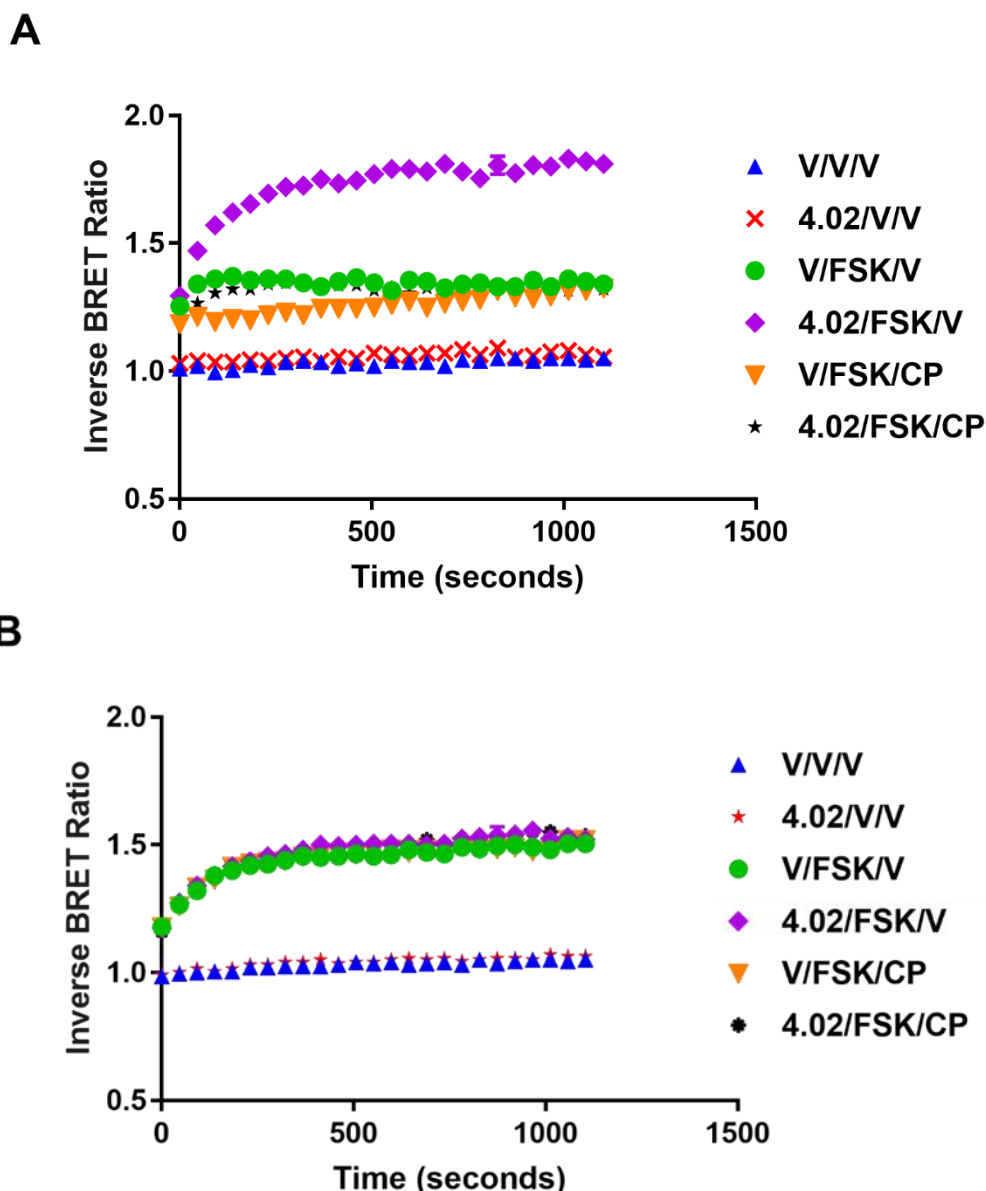 A
2.0
1.5
1.0
0.5
0
500
1000
1500
Inverse BRET Ratio
Time (seconds)
V/V/V
4.02/V/V
V/FSK/V
4.02/FSK/V
V/FSK/CP
4.02/FSK/CP
B
2.0
1.5
1.0
0.5
0
500
1000
1500
Inverse BRET Ratio
Time (seconds)
V/V/V
4.02/V/V
V/FSK/V
4.02/FSK/V
V/FSK/CP
4.02/FSK/CP